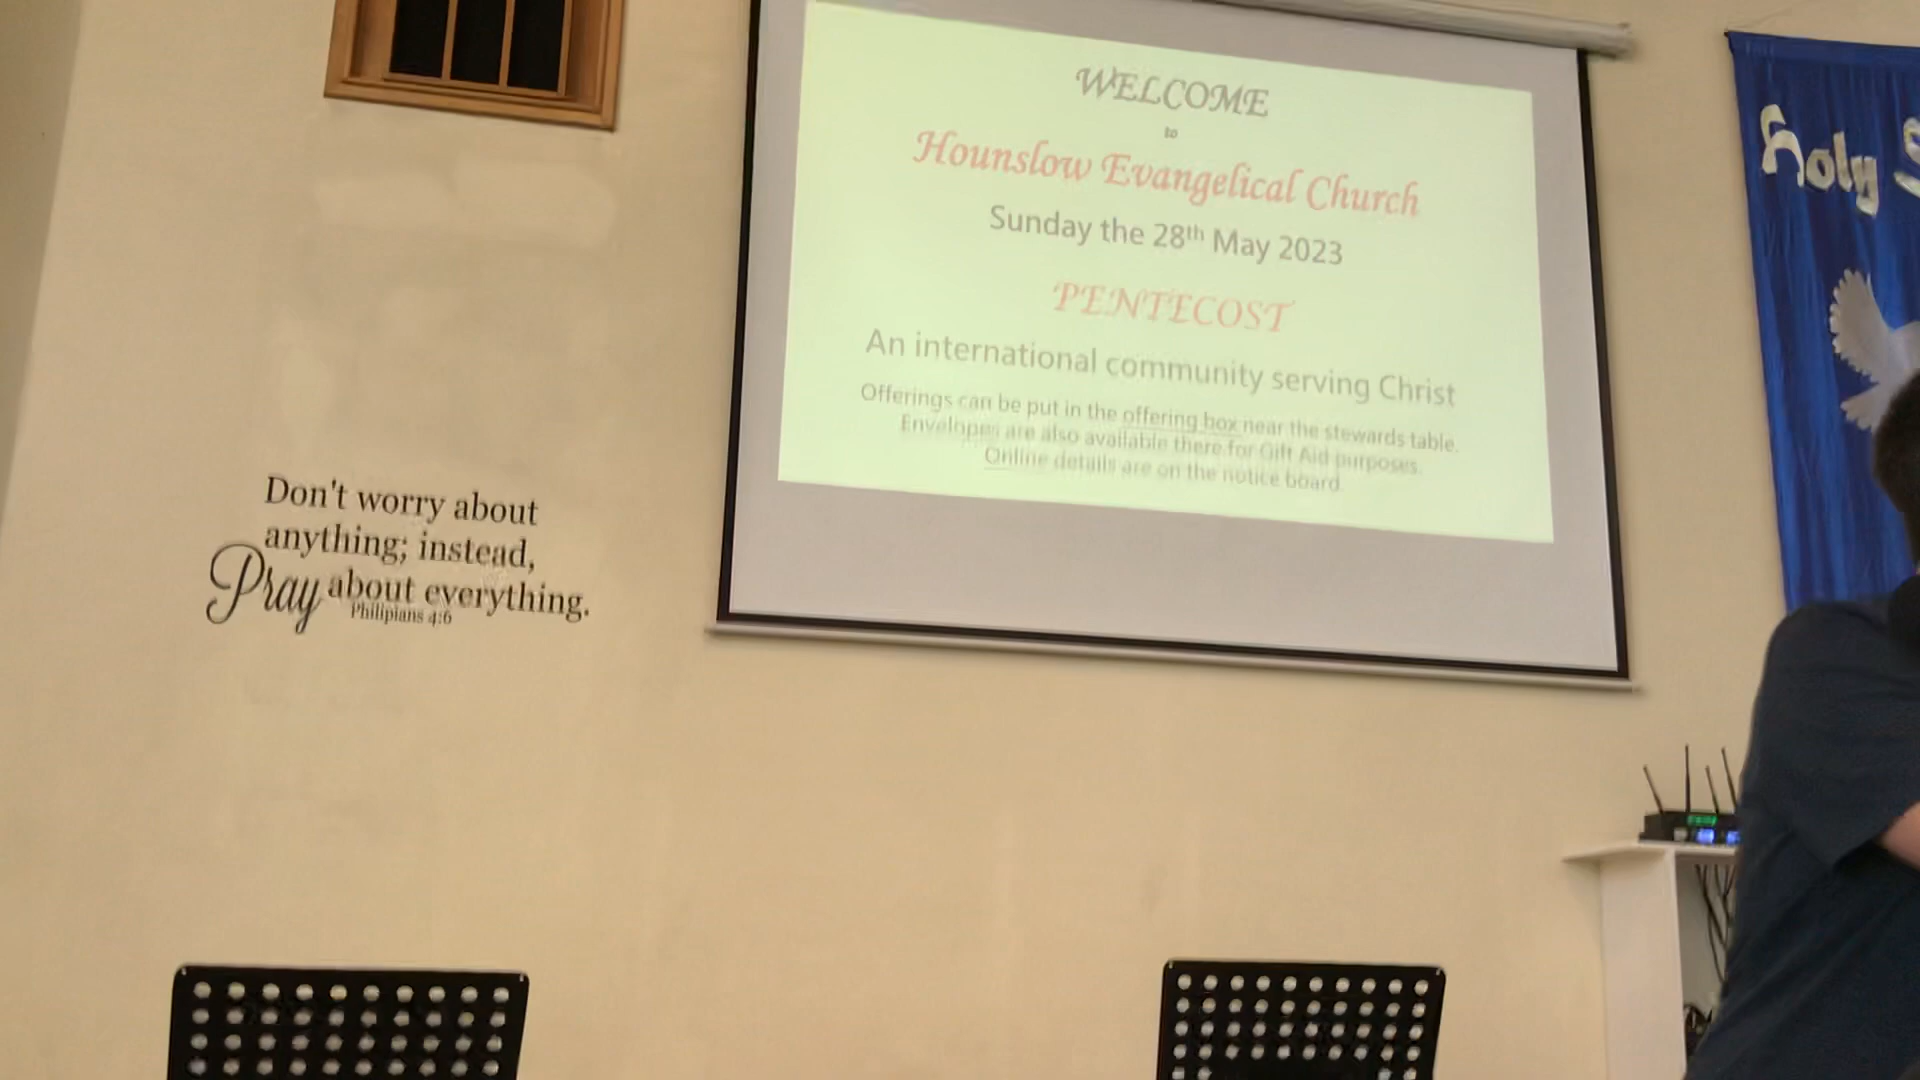 WELCOME
to
Hounslow Evangelical Church
Sunday the 28th May 2023
PENTECOST
An international community serving Christ
Offerings can be put in the offering box near the stewards table.
Envelopes are also available there for Gift Aid purposes.
Online details are on the notice board.
Holy
Don't worry about
anything; instead,
Pray about everything.
Philipians 4:6